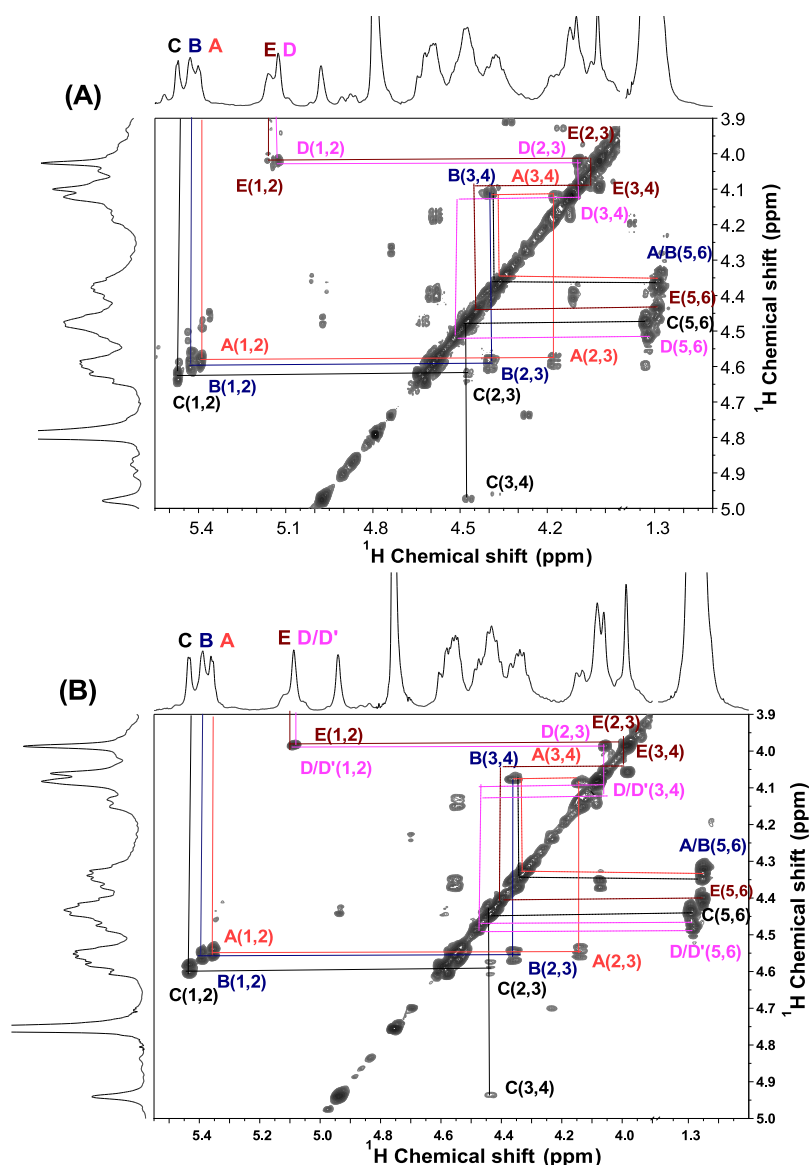 C B A E D
(A)
3.9
E(2,3)
D(1,2) D(2,3)
4.0
B(3,4) A(3,4)
E(1,2) E(3,4)
4.1
D(3,4)
4.2
A/B(5,6)
4.3
E(5,6)
4.4
C(5,6)
4.5
A(1,2) A(2,3) D(5,6)
B(1,2) B(2,3)
4.6
C(1,2) C(2,3)
4.7
4.8
C(3,4)
4.9
5.0
¹H Chemical shift (ppm)
5.4 5.1 4.8 4.5 4.2 1.3
¹H Chemical shift (ppm)
C B A E D/D'
(B)
3.9
E(2,3)
E(1,2) D(2,3)
B(3,4) A(3,4) E(3,4)
4.0
D/D'(1,2)
4.1
D/D'(3,4)
4.2
A/B(5,6)
4.3
E(5,6)
4.4
C(5,6)
A(1,2)
4.5
B(1,2) B(2,3) A(2,3) D/D'(5,6)
4.6
C(1,2) C(2,3)
4.7
4.8
C(3,4)
4.9
5.0
¹H Chemical shift (ppm)
5.4 5.2 5.0 4.8 4.6 4.4 4.2 4.0 1.3
¹H Chemical shift (ppm)